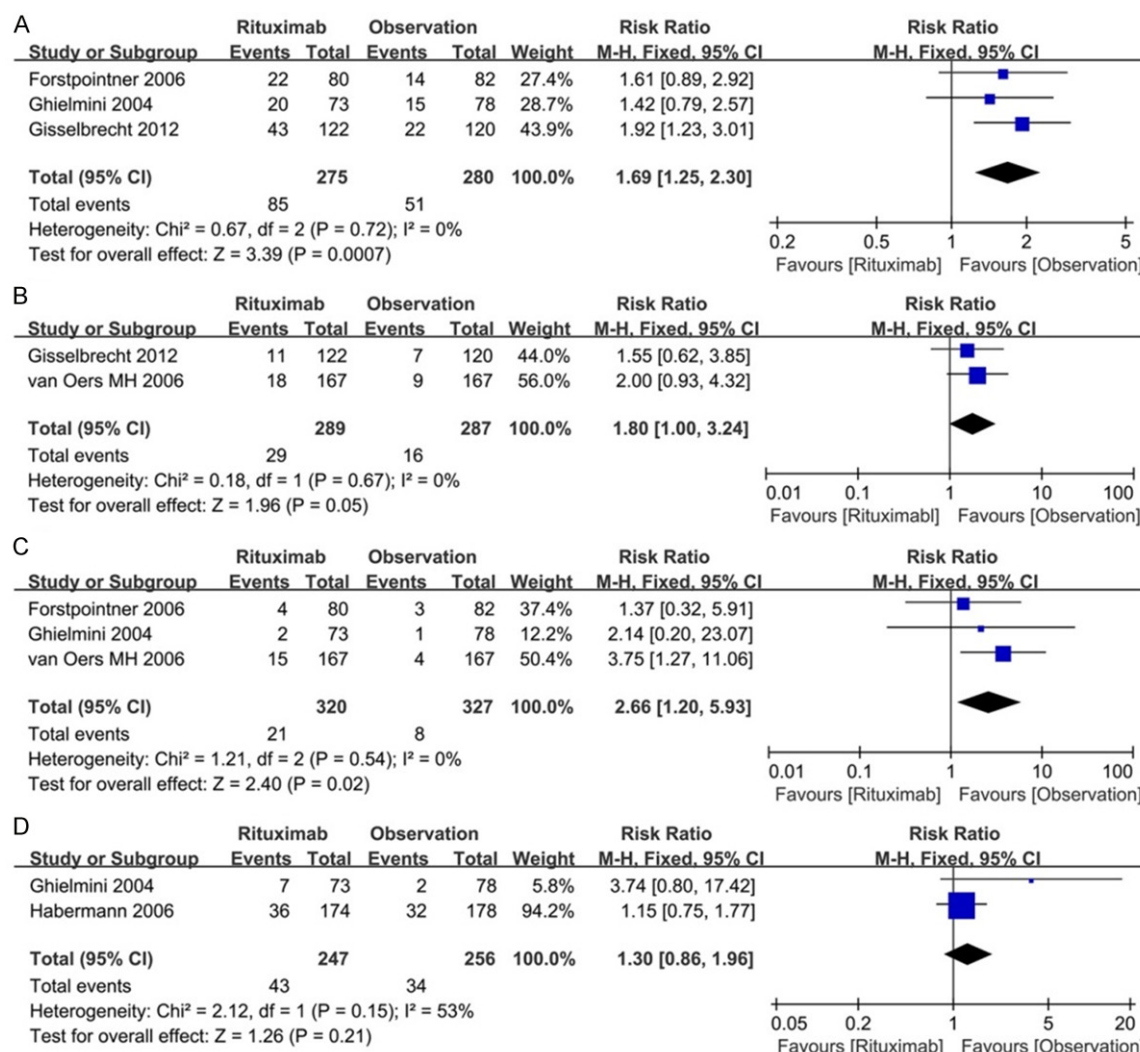 A
Rituximab Observation Risk Ratio Risk Ratio
Study or Subgroup Events Total Events Total Weight M-H, Fixed, 95% CI M-H, Fixed, 95% CI
Forstpointner 2006 22 80 14 82 27.4% 1.61 [0.89, 2.92]
Ghielmini 2004 20 73 15 78 28.7% 1.42 [0.79, 2.57]
Gisselbrecht 2012 43 122 22 120 43.9% 1.92 [1.23, 3.01]
Total (95% CI) 275 280 100.0% 1.69 [1.25, 2.30]
Total events 85 51
Heterogeneity: Chi² = 0.67, df = 2 (P = 0.72); I² = 0%
Test for overall effect: Z = 3.39 (P = 0.0007)
0.2 0.5 1 2 5
Favours [Rituximab] Favours [Observation]
B
Rituximab Observation Risk Ratio Risk Ratio
Study or Subgroup Events Total Events Total Weight M-H, Fixed, 95% CI M-H, Fixed, 95% CI
Gisselbrecht 2012 11 122 7 120 44.0% 1.55 [0.62, 3.85]
van Oers MH 2006 18 167 9 167 56.0% 2.00 [0.93, 4.32]
Total (95% CI) 289 287 100.0% 1.80 [1.00, 3.24]
Total events 29 16
Heterogeneity: Chi² = 0.18, df = 1 (P = 0.67); I² = 0%
Test for overall effect: Z = 1.96 (P = 0.05)
0.01 0.1 1 10 100
Favours [Rituximabl] Favours [Observation]
C
Rituximab Observation Risk Ratio Risk Ratio
Study or Subgroup Events Total Events Total Weight M-H, Fixed, 95% CI M-H, Fixed, 95% CI
Forstpointner 2006 4 80 3 82 37.4% 1.37 [0.32, 5.91]
Ghielmini 2004 2 73 1 78 12.2% 2.14 [0.20, 23.07]
van Oers MH 2006 15 167 4 167 50.4% 3.75 [1.27, 11.06]
Total (95% CI) 320 327 100.0% 2.66 [1.20, 5.93]
Total events 21 8
Heterogeneity: Chi² = 1.21, df = 2 (P = 0.54); I² = 0%
Test for overall effect: Z = 2.40 (P = 0.02)
0.01 0.1 1 10 100
Favours [Rituximab] Favours [Observation]
D
Rituximab Observation Risk Ratio Risk Ratio
Study or Subgroup Events Total Events Total Weight M-H, Fixed, 95% CI M-H, Fixed, 95% CI
Ghielmini 2004 7 73 2 78 5.8% 3.74 [0.80, 17.42]
Habermann 2006 36 174 32 178 94.2% 1.15 [0.75, 1.77]
Total (95% CI) 247 256 100.0% 1.30 [0.86, 1.96]
Total events 43 34
Heterogeneity: Chi² = 2.12, df = 1 (P = 0.15); I² = 53%
Test for overall effect: Z = 1.26 (P = 0.21)
0.05 0.2 1 5 20
Favours [Rituximab] Favours [Observation]